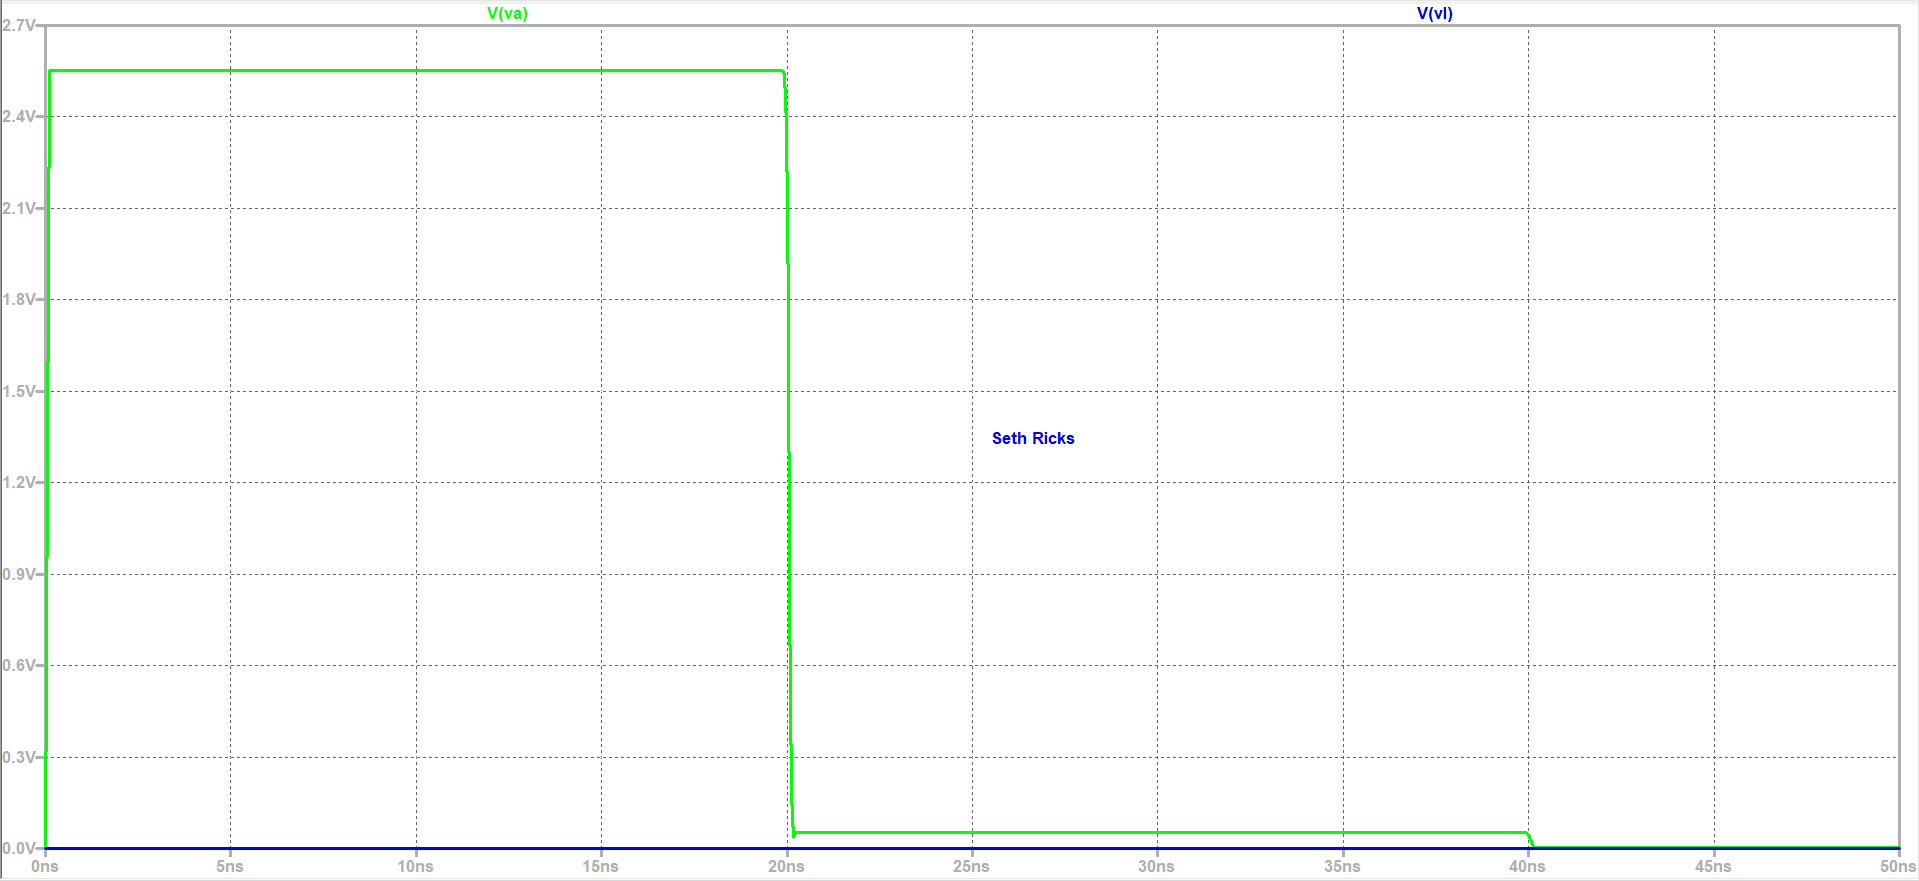 V(va) V(vl)
2.7V
2.4V
2.1V
1.8V
1.5V
1.2V
0.9V
0.6V
0.3V
0.0V
Seth Ricks
0ns 5ns 10ns 15ns 20ns 25ns 30ns 35ns 40ns 45ns 50ns